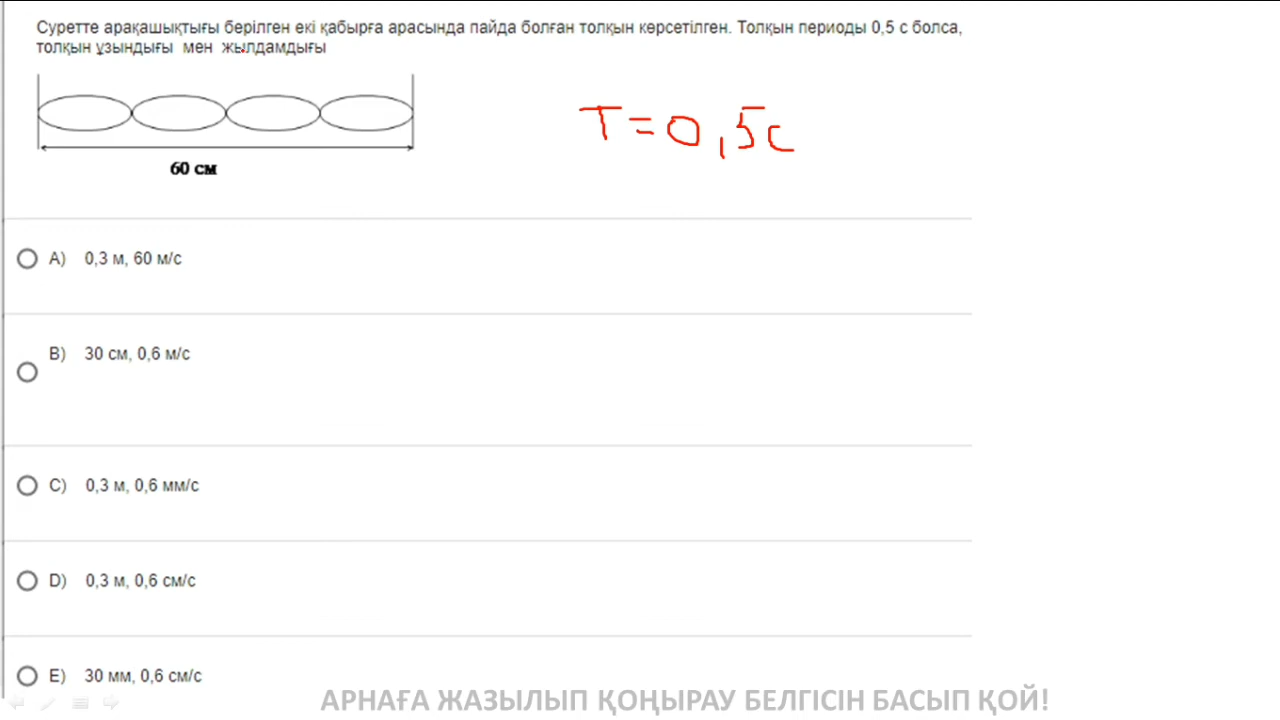 Суретте арақашықтығы берілген екі қабырға арасында пайда болған толқын көрсетілген. Толқын периоды 0,5 с болса,
толқын ұзындығы мен жылдамдығы
T=0,5c
60 см
A) 0,3 м, 60 м/с
B) 30 см, 0,6 м/с
C) 0,3 м, 0,6 мм/с
D) 0,3 м, 0,6 см/с
E) 30 мм, 0,6 см/с
АРНАҒА ЖАЗЫЛЫП ҚОҢЫРАУ БЕЛГІСІН БАСЫП ҚОЙ!